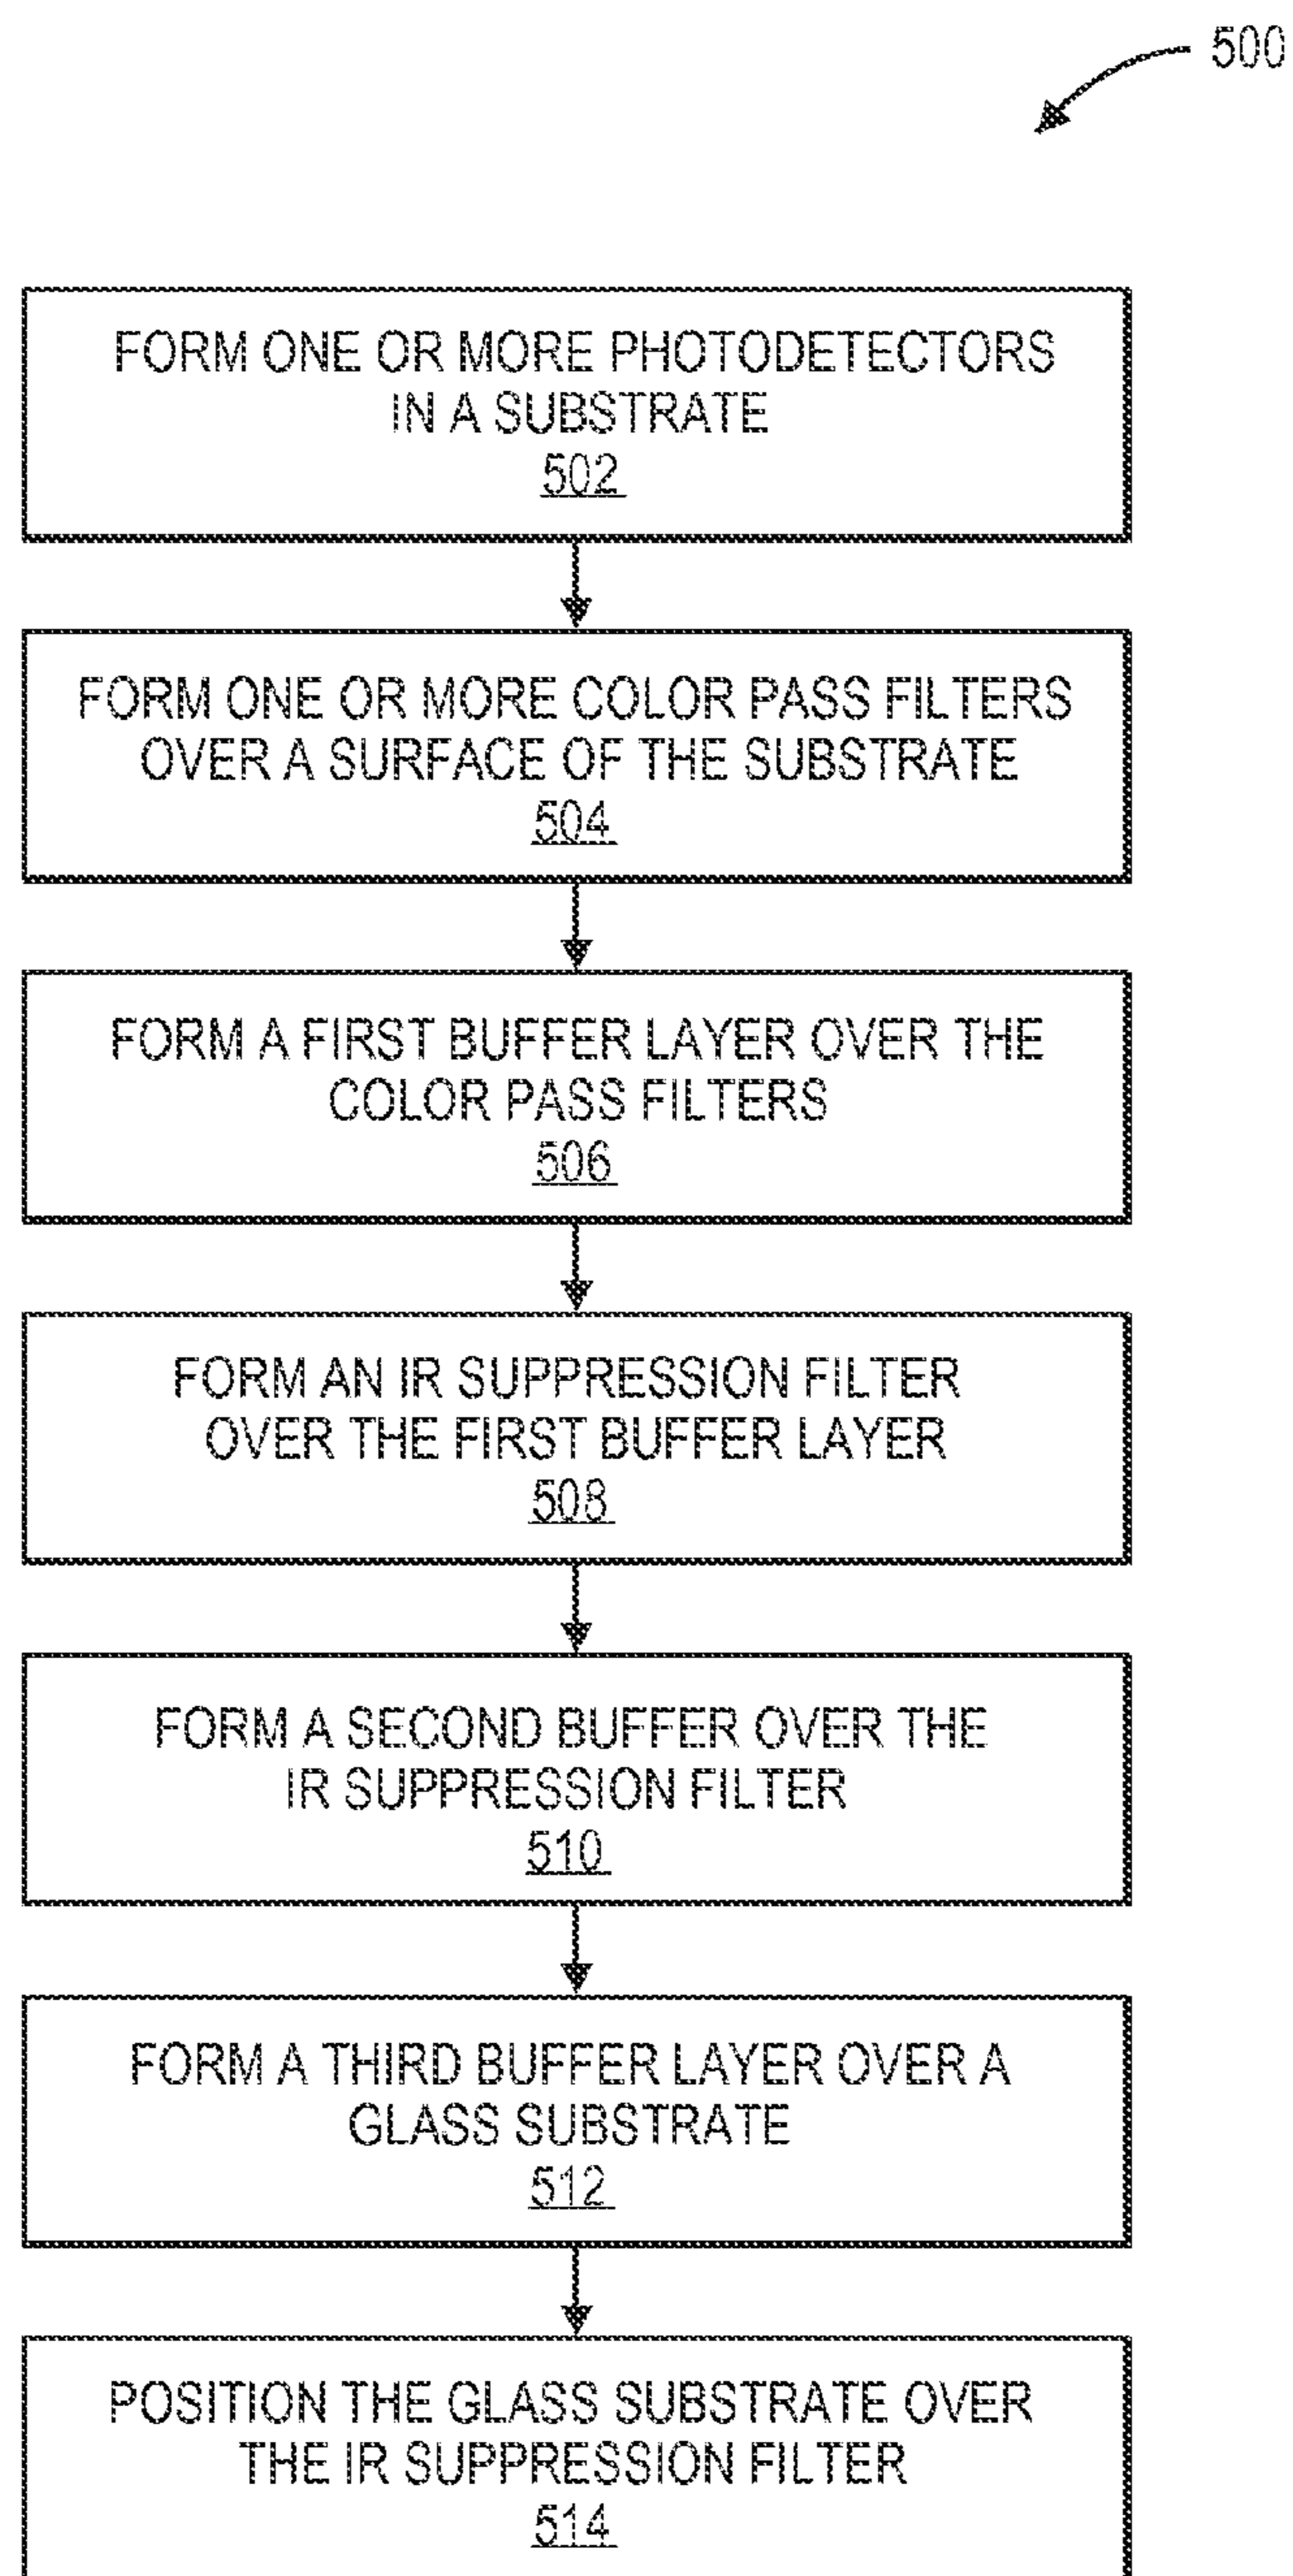 500
FORM ONE OR MORE PHOTODETECTORS
IN A SUBSTRATE
502
FORM ONE OR MORE COLOR PASS FILTERS
OVER A SURFACE OF THE SUBSTRATE
504
FORM A FIRST BUFFER LAYER OVER THE
COLOR PASS FILTERS
506
FORM AN IR SUPPRESSION FILTER
OVER THE FIRST BUFFER LAYER
508
FORM A SECOND BUFFER OVER THE
IR SUPPRESSION FILTER
510
FORM A THIRD BUFFER LAYER OVER A
GLASS SUBSTRATE
512
POSITION THE GLASS SUBSTRATE OVER
THE IR SUPPRESSION FILTER
514